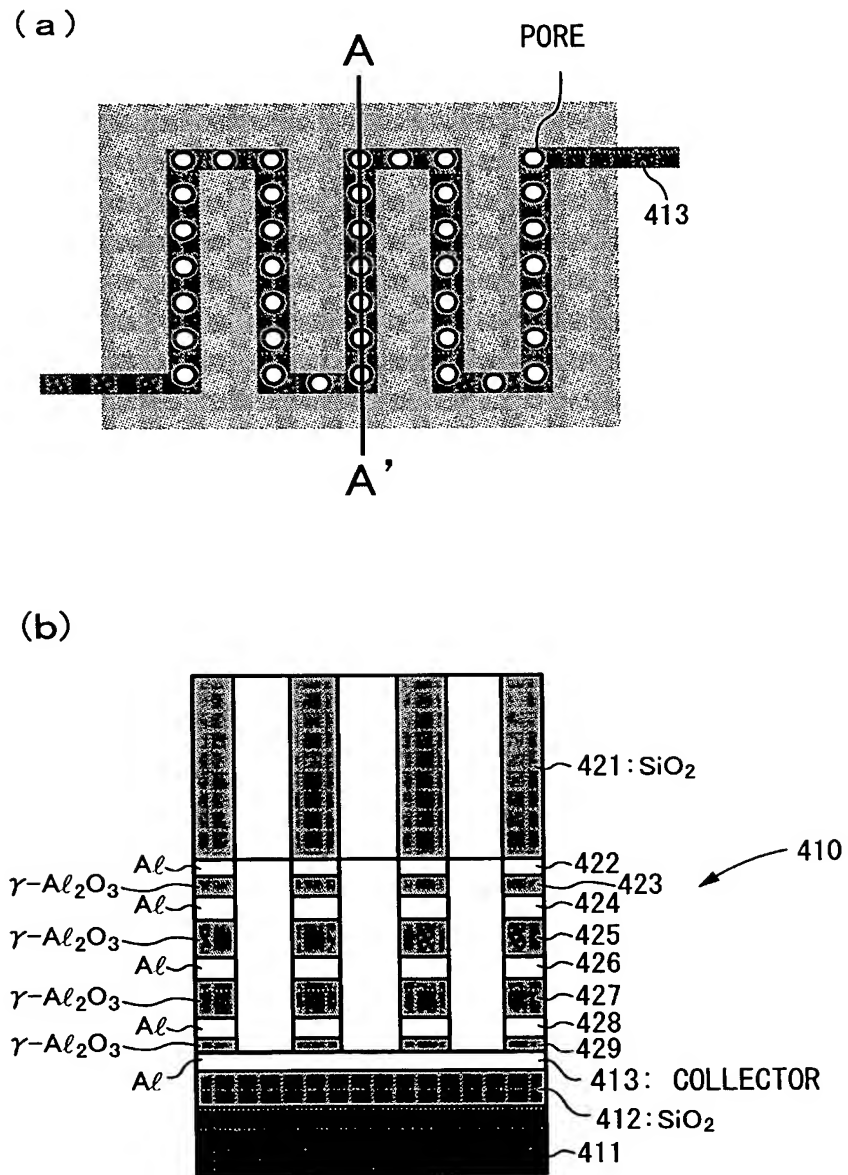 (a)
A
PORE
413
A'
(b)
421:SiO₂
410
Aℓ 422
γ-Aℓ₂O₃ 423
Aℓ 424
γ-Aℓ₂O₃ 425
Aℓ 426
γ-Aℓ₂O₃ 427
Aℓ 428
γ-Aℓ₂O₃ 429
Aℓ 413: COLLECTOR
412:SiO₂
411